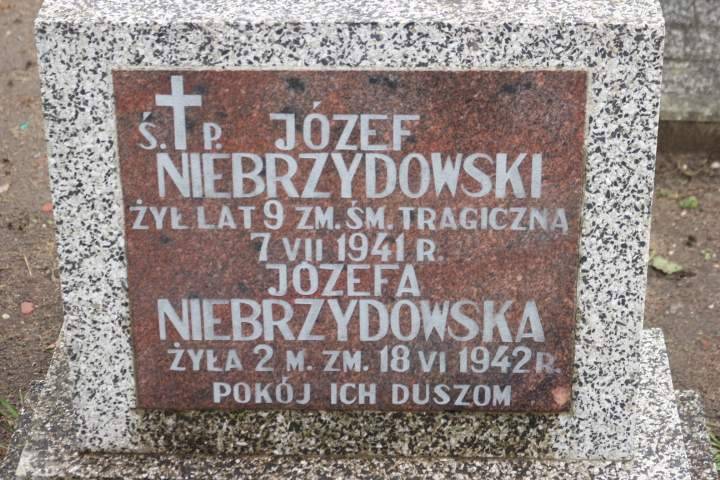 Ś. P. JÓZEF
NIEBRZYDOWSKI
ŻYŁ LAT 9 ZM. ŚM. TRAGICZNĄ
7 VII 1941 R.
JÓZEFA
NIEBRZYDOWSKA
ŻYŁA 2 M. ZM. 18 VI 1942 R.
POKÓJ ICH DUSZOM